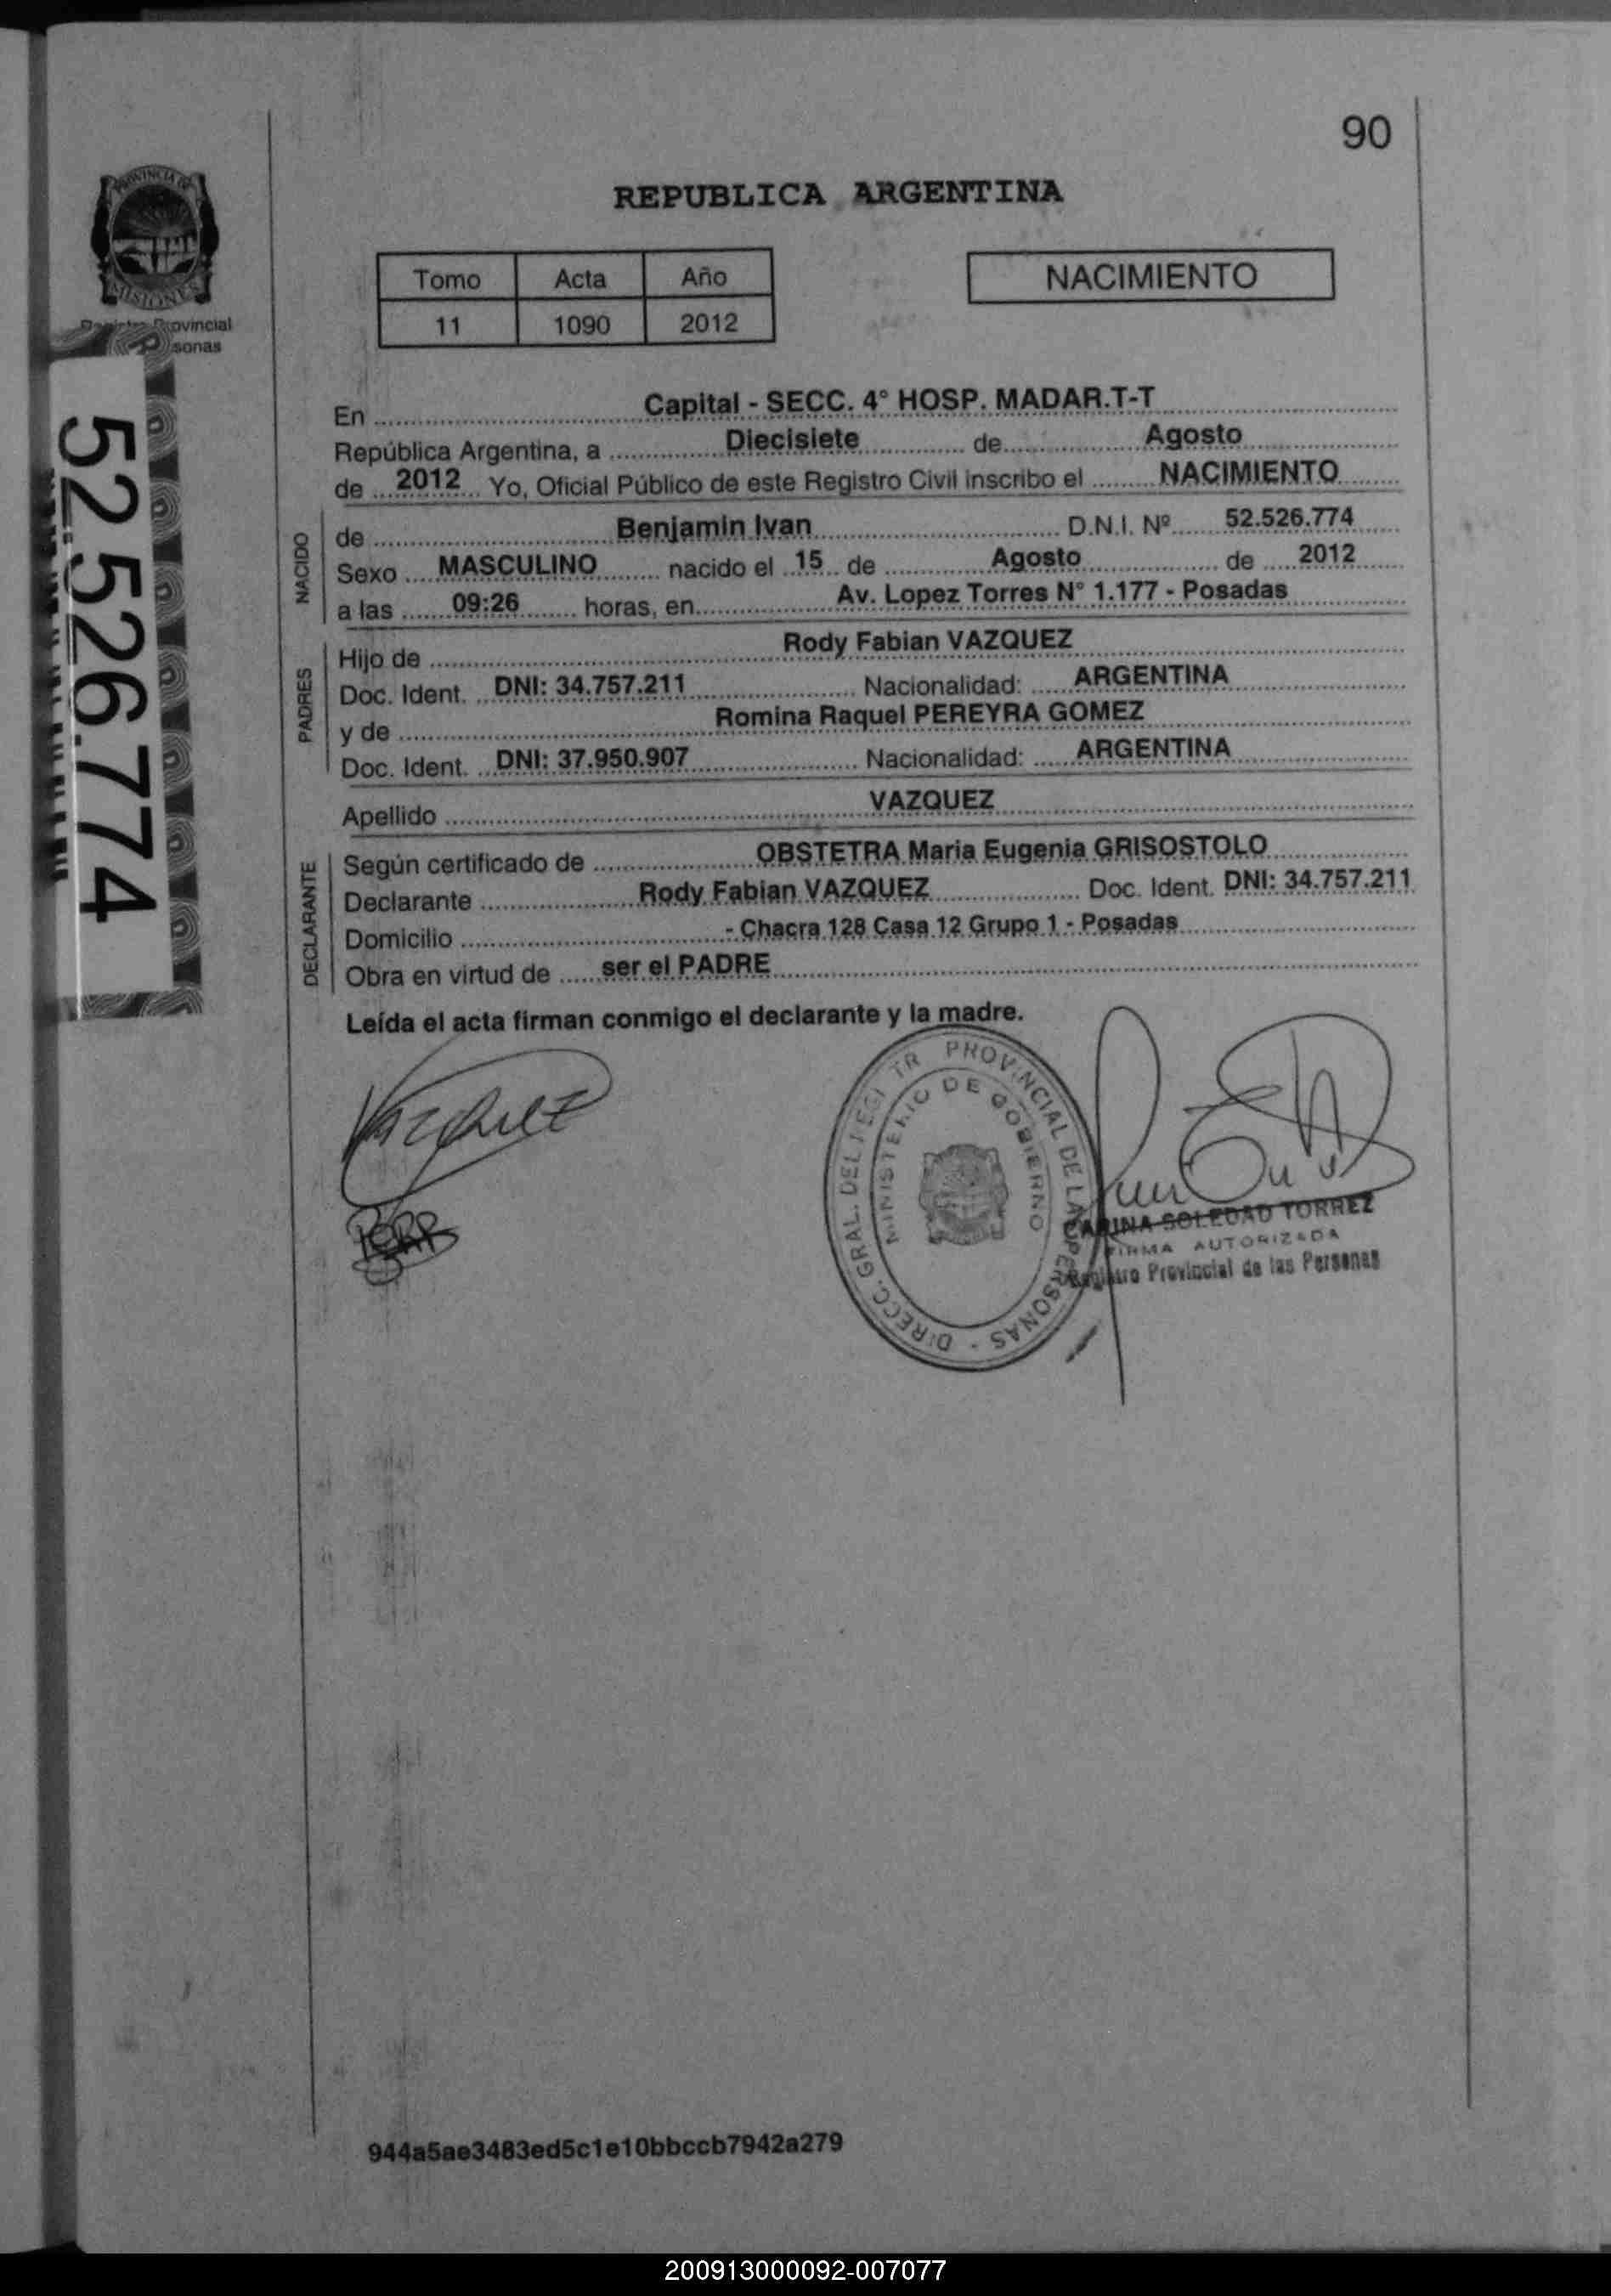 90
PROVINCIA DE
MISIONES
Registro Provincial
sonas
REPUBLICA ARGENTINA
Tomo Acta Año
11 1090 2012
NACIMIENTO
52.526.774
En Capital - SECC. 4° HOSP. MADAR.T-T
República Argentina, a Diecisiete de Agosto
de 2012 Yo, Oficial Público de este Registro Civil inscribo el NACIMIENTO
NACIDO
de Benjamin Ivan D.N.I. Nº 52.526.774
Sexo MASCULINO nacido el 15 de Agosto de 2012
a las 09:26 horas, en Av. Lopez Torres N° 1.177 - Posadas
PADRES
Hijo de Rody Fabian VAZQUEZ
Doc. Ident. DNI: 34.757.211 Nacionalidad: ARGENTINA
y de Romina Raquel PEREYRA GOMEZ
Doc. Ident. DNI: 37.950.907 Nacionalidad: ARGENTINA
Apellido VAZQUEZ
DECLARANTE
Según certificado de OBSTETRA Maria Eugenia GRISOSTOLO
Declarante Rody Fabian VAZQUEZ Doc. Ident. DNI: 34.757.211
Domicilio - Chacra 128 Casa 12 Grupo 1 - Posadas
Obra en virtud de ser el PADRE
Leída el acta firman conmigo el declarante y la madre.
Vazquez
DIRECC. GRAL. DEL REGISTR PROVINCIAL DE LAS PERSONAS -
MINISTERIO DE GOBIERNO
CARINA SOLEDAD TORREZ
FIRMA AUTORIZADA
Registro Provincial de las Personas
944a5ae3483ed5c1e10bbccb7942a279
200913000092-007077